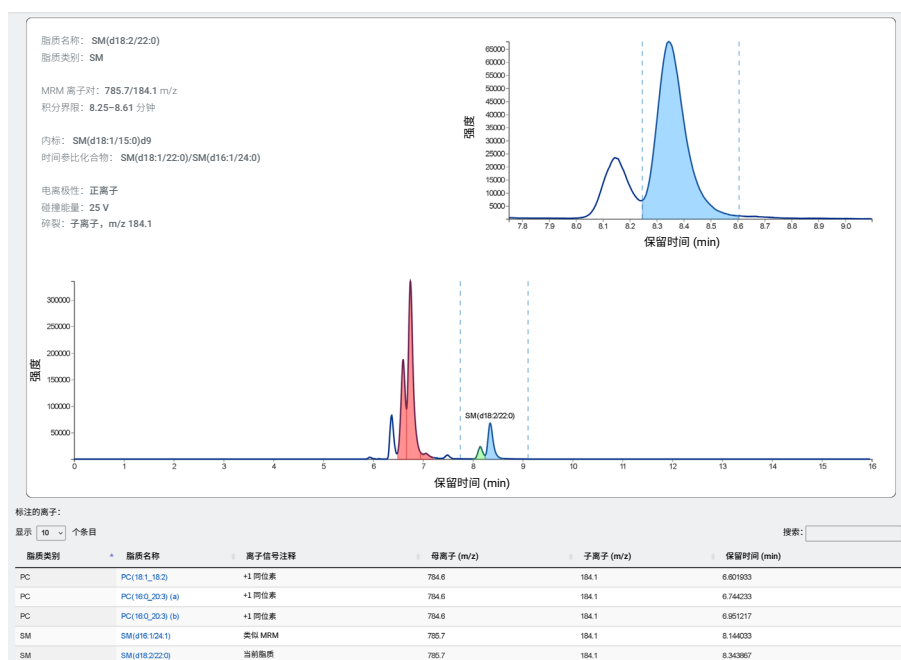 脂质名称: SM(d18:2/22:0)
脂质类别: SM
MRM 离子对: 785.7/184.1 m/z
积分界限: 8.25–8.61 分钟
内标: SM(d18:1/15:0)d9
时间参比化合物: SM(d18:1/22:0)/SM(d16:1/24:0)
电离极性: 正离子
碰撞能量: 25 V
碎裂: 子离子，m/z 184.1
强度
65000
60000
55000
50000
45000
40000
35000
30000
25000
20000
15000
10000
5000
7.8 7.9 8.0 8.1 8.2 8.3 8.4 8.5 8.6 8.7 8.8 8.9 9.0
保留时间 (min)
强度
300000
250000
200000
150000
100000
50000
SM(d18:2/22:0)
0 1 2 3 4 5 6 7 8 9 10 11 12 13 14 15 16
保留时间 (min)
标注的离子:
显示 10 个条目 搜索:
脂质类别 脂质名称 离子信号注释 母离子 (m/z) 子离子 (m/z) 保留时间 (min)
PC PC(18:1_18:2) +1 同位素 784.6 184.1 6.601933
PC PC(16:0_20:3) (a) +1 同位素 784.6 184.1 6.744233
PC PC(16:0_20:3) (b) +1 同位素 784.6 184.1 6.951217
SM SM(d16:1/24:1) 类似 MRM 785.7 184.1 8.144033
SM SM(d18:2/22:0) 当前脂质 785.7 184.1 8.343867